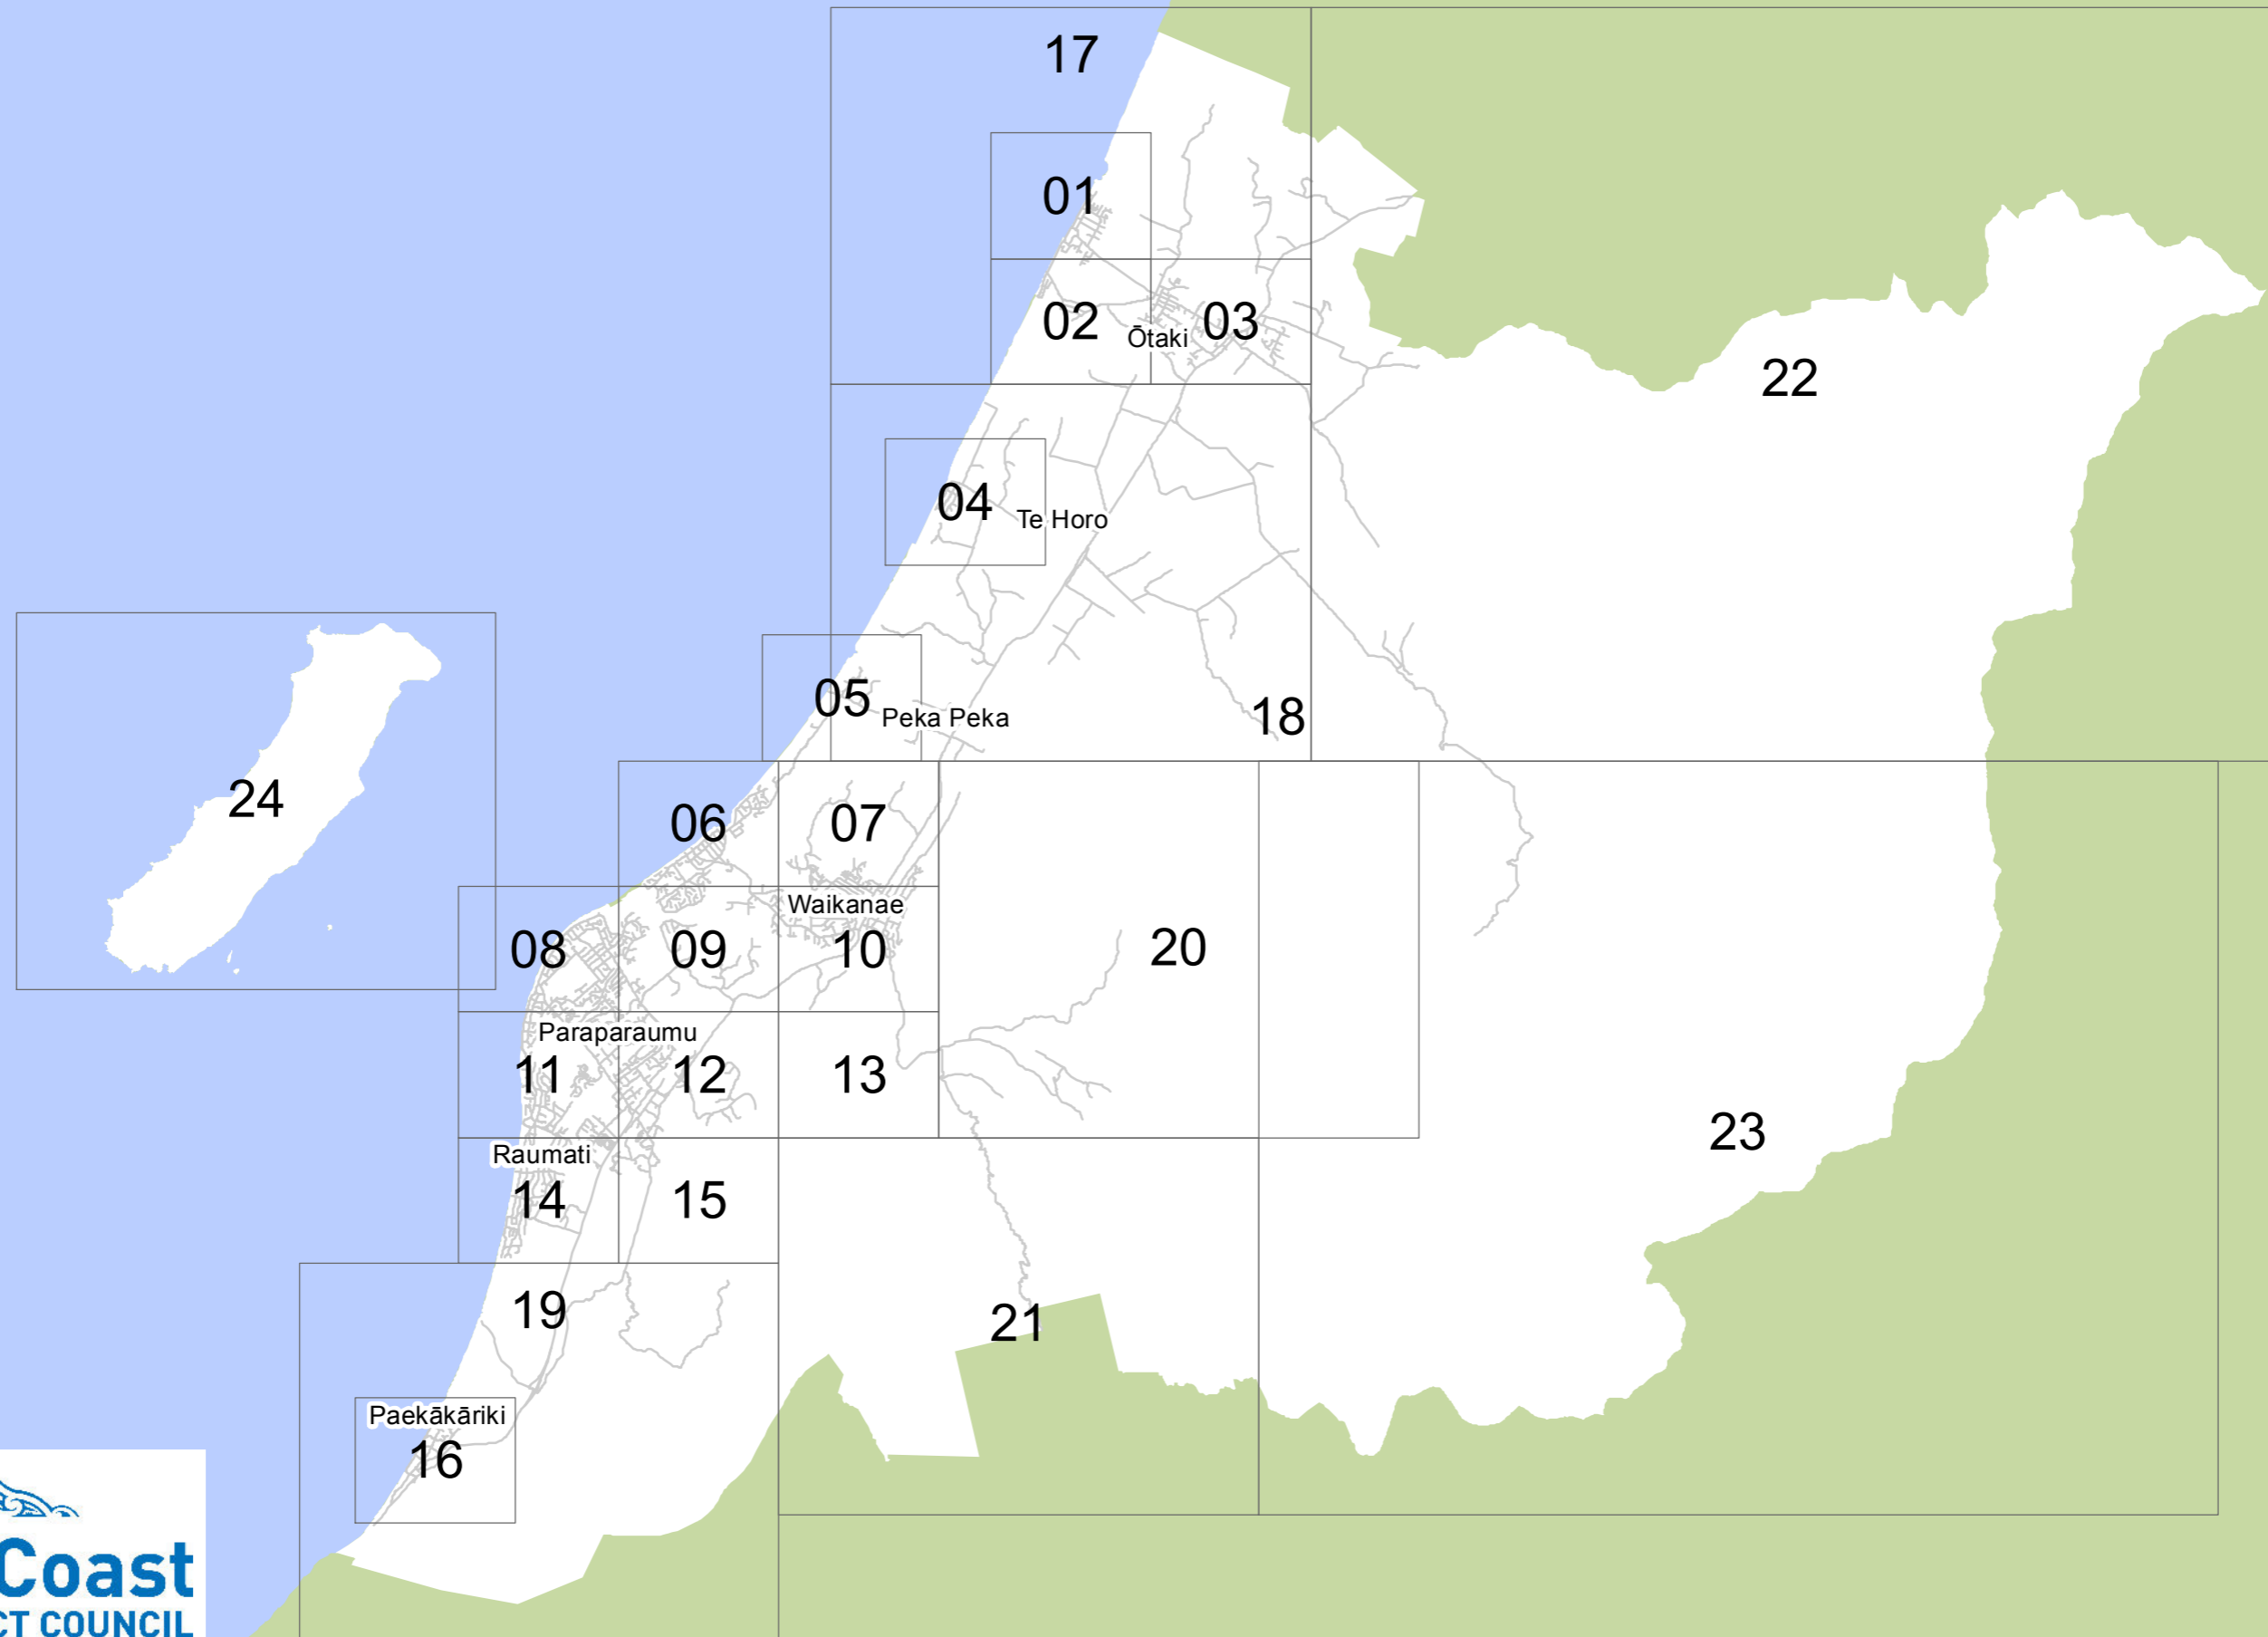 17
01
02
Ōtaki
03
22
04
Te Horo
05
Peka Peka
18
24
06
07
Waikanae
08
09
10
20
Paraparaumu
11
12
13
23
Raumati
14
15
19
21
Paekākāriki
16
Coast
CT COUNCIL